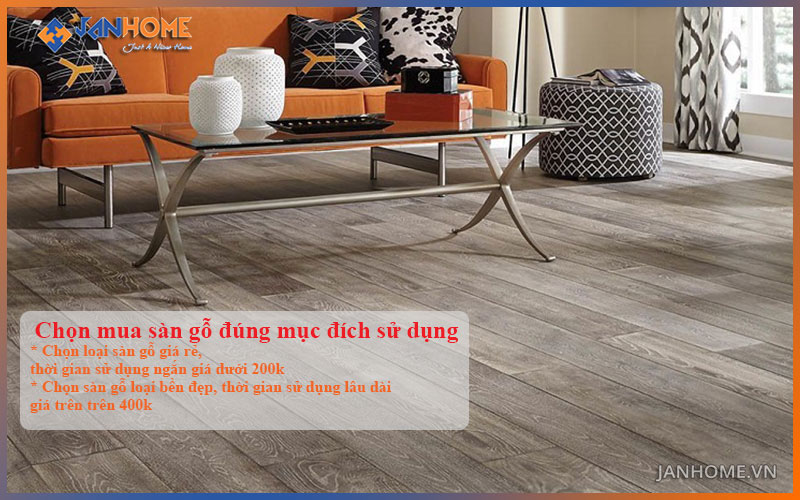 JANHOME
Just A New Home
Chọn mua sàn gỗ đúng mục đích sử dụng
* Chọn loại sàn gỗ giá rẻ,
thời gian sử dụng ngắn giá dưới 200k
* Chọn sàn gỗ loại bên đẹp, thời gian sử dụng lâu dài
giá trên trên 400k
JANHOME.VN